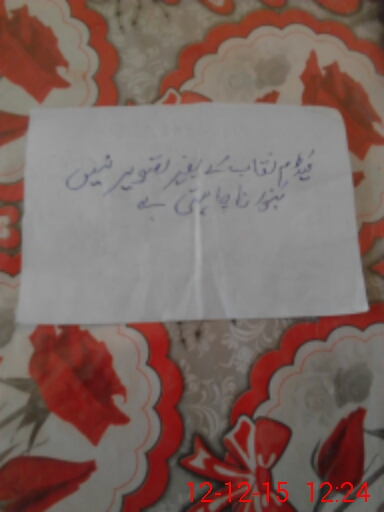 میڈم نقاب کے بغیر تصویر نہیں
بنوانا چاہتی ہے
12-12-15 12:24